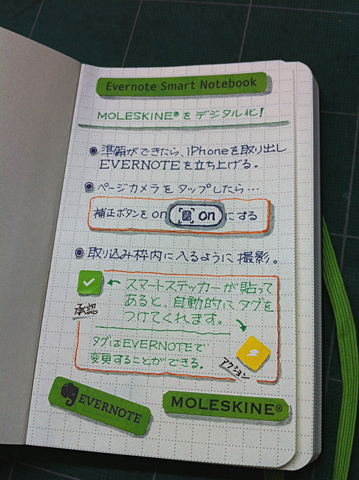 Evernote Smart Notebook
MOLESKINE® を デジタル化!
準備ができたら、iPhoneを取り出し
EVERNOTEを立ち上げる。
ページカメラを タップしたら…
補正ボタンを on on にする
取り込み枠内に入るように撮影。
スマートステッカーが貼って
あると、自動的にタグを
つけてくれます。
承認
タグはEVERNOTEで
変更することができる。
アクション
EVERNOTE
MOLESKINE®